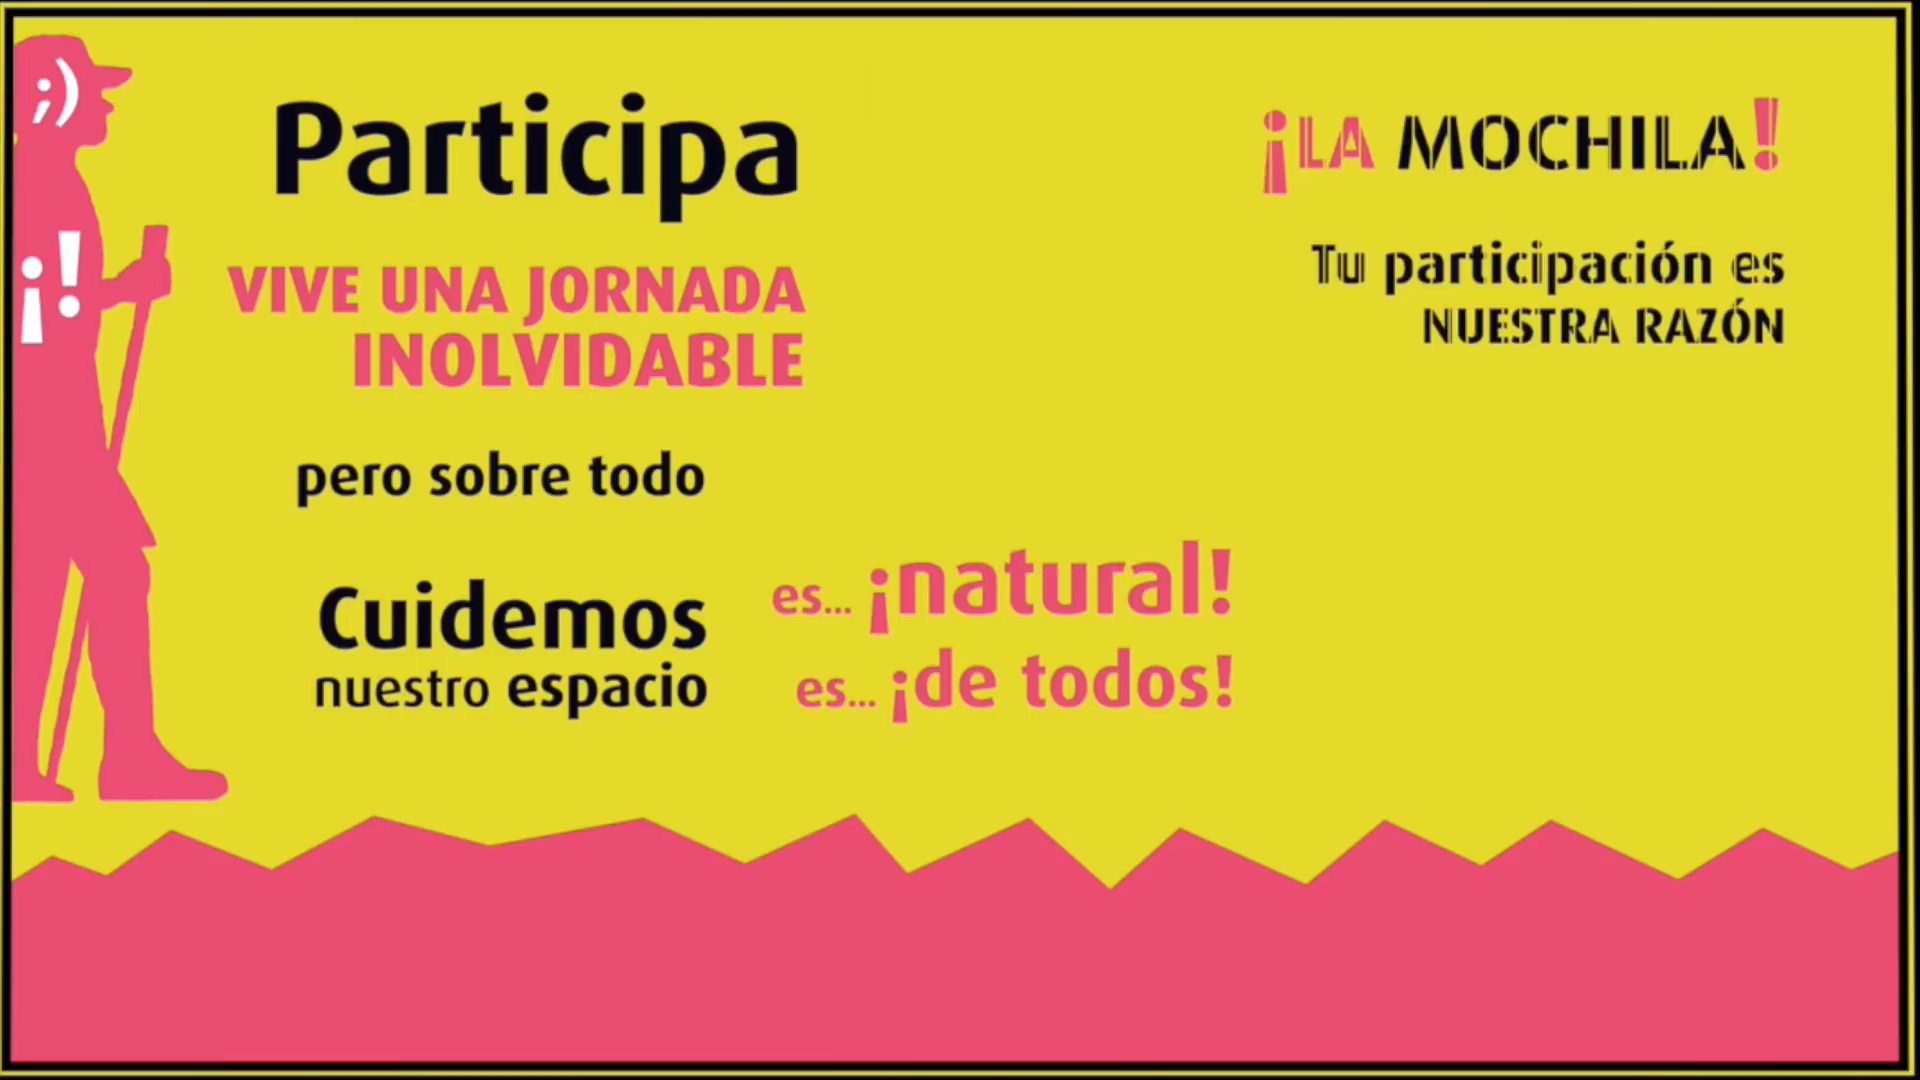 ;)
¡!
Participa
VIVE UNA JORNADA
INOLVIDABLE
pero sobre todo
Cuidemos
nuestro espacio
es... ¡natural!
es... ¡de todos!
¡LA MOCHILA!
Tu participación es
NUESTRA RAZÓN